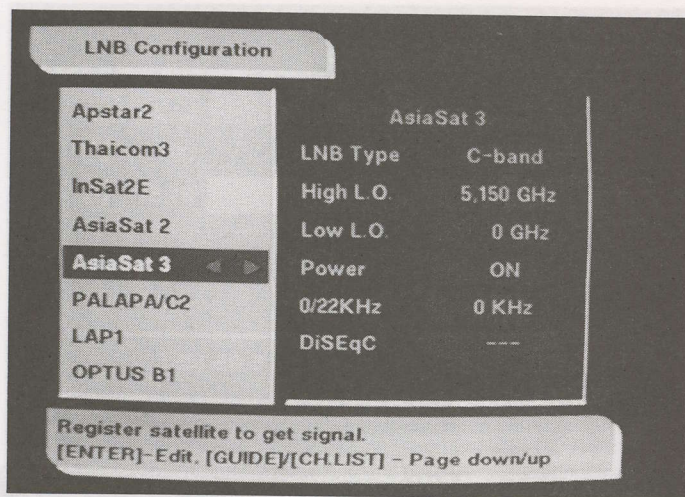 LNB Configuration
Apstar2
Thaicom3
InSat2E
AsiaSat 2
AsiaSat 3
PALAPA/C2
LAP1
OPTUS B1
AsiaSat 3
LNB Type C-band
High L.O. 5,150 GHz
Low L.O. 0 GHz
Power ON
0/22KHz 0 KHz
DiSEqC ---
Register satellite to get signal.
[ENTER]-Edit, [GUIDE]/[CH.LIST] - Page down/up